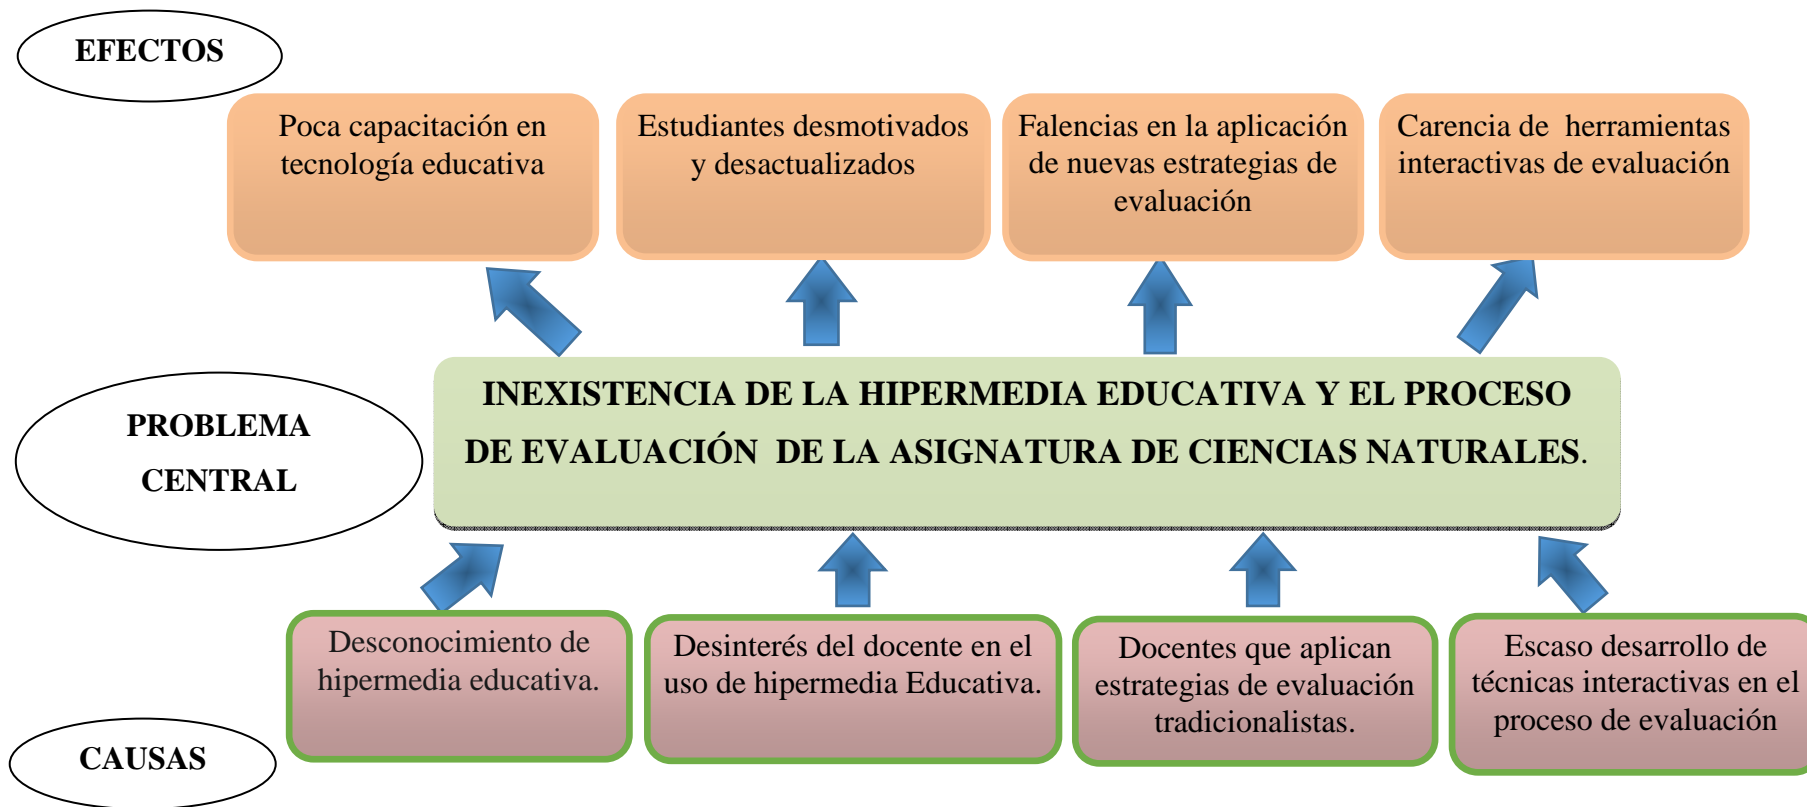 EFECTOS
Poca capacitación en
tecnología educativa
Estudiantes desmotivados
y desactualizados
Falencias en la aplicación
de nuevas estrategias de
evaluación
Carencia de  herramientas
interactivas de evaluación
PROBLEMA
CENTRAL
INEXISTENCIA DE LA HIPERMEDIA EDUCATIVA Y EL PROCESO
DE EVALUACIÓN  DE LA ASIGNATURA DE CIENCIAS NATURALES.
Desconocimiento de
hipermedia educativa.
Desinterés del docente en el
uso de hipermedia Educativa.
Docentes que aplican
estrategias de evaluación
tradicionalistas.
Escaso desarrollo de
técnicas interactivas en el
proceso de evaluación
CAUSAS